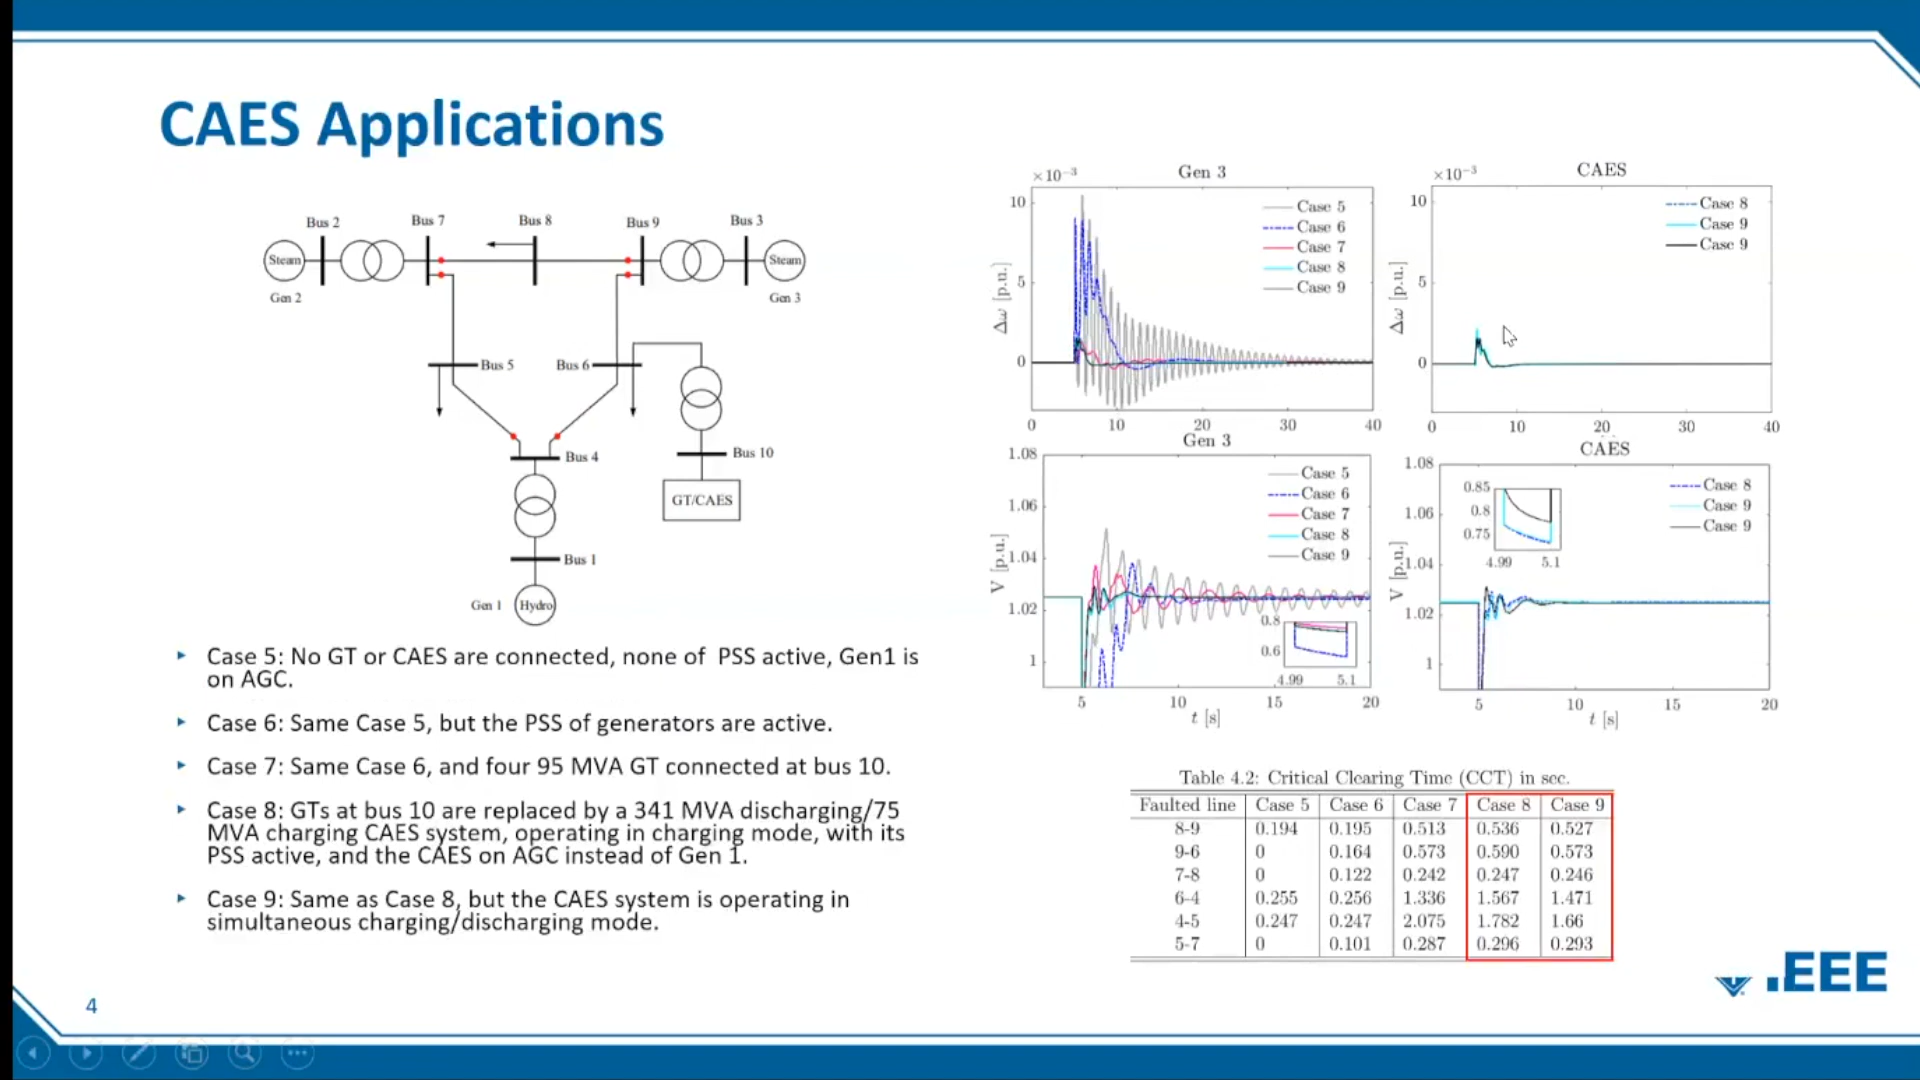 CAES Applications
Bus 2
Bus 7
Bus 8
Bus 9
Bus 3
Steam
Steam
Gen 2
Gen 3
Bus 5
Bus 6
Bus 4
Bus 10
GT/CAES
Bus 1
Gen 1
Hydro
Case 5: No GT or CAES are connected, none of PSS active, Gen1 is
on AGC.
Case 6: Same Case 5, but the PSS of generators are active.
Case 7: Same Case 6, and four 95 MVA GT connected at bus 10.
Case 8: GTs at bus 10 are replaced by a 341 MVA discharging/75
MVA charging CAES system, operating in charging mode, with its
PSS active, and the CAES on AGC instead of Gen 1.
Case 9: Same as Case 8, but the CAES system is operating in
simultaneous charging/discharging mode.
×10⁻³
Gen 3
10
5
0
Δω [p.u.]
Case 5
Case 6
Case 7
Case 8
Case 9
0
10
20
30
40
×10⁻³
CAES
10
5
0
Δω [p.u.]
Case 8
Case 9
Case 9
0
10
20
30
40
Gen 3
1.08
1.06
1.04
1.02
1
V [p.u.]
Case 5
Case 6
Case 7
Case 8
Case 9
0.8
0.6
4.99
5.1
5
10
15
20
t [s]
CAES
1.08
1.06
1.04
1.02
1
V [p.u.]
0.85
0.8
0.75
4.99
5.1
Case 8
Case 9
Case 9
5
10
15
20
t [s]
Table 4.2: Critical Clearing Time (CCT) in sec.
Faulted line Case 5 Case 6 Case 7 Case 8 Case 9
8-9 0.194 0.195 0.513 0.536 0.527
9-6 0 0.164 0.573 0.590 0.573
7-8 0 0.122 0.242 0.247 0.246
6-4 0.255 0.256 1.336 1.567 1.471
4-5 0.247 0.247 2.075 1.782 1.66
5-7 0 0.101 0.287 0.296 0.293
.EEE
4